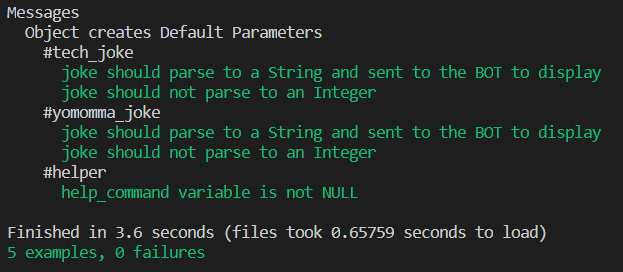 Messages
Object creates Default Parameters
#tech_joke
joke should parse to a String and sent to the BOT to display
joke should not parse to an Integer
#yomomma_joke
joke should parse to a String and sent to the BOT to display
joke should not parse to an Integer
#helper
help_command variable is not NULL
Finished in 3.6 seconds (files took 0.65759 seconds to load)
5 examples, 0 failures